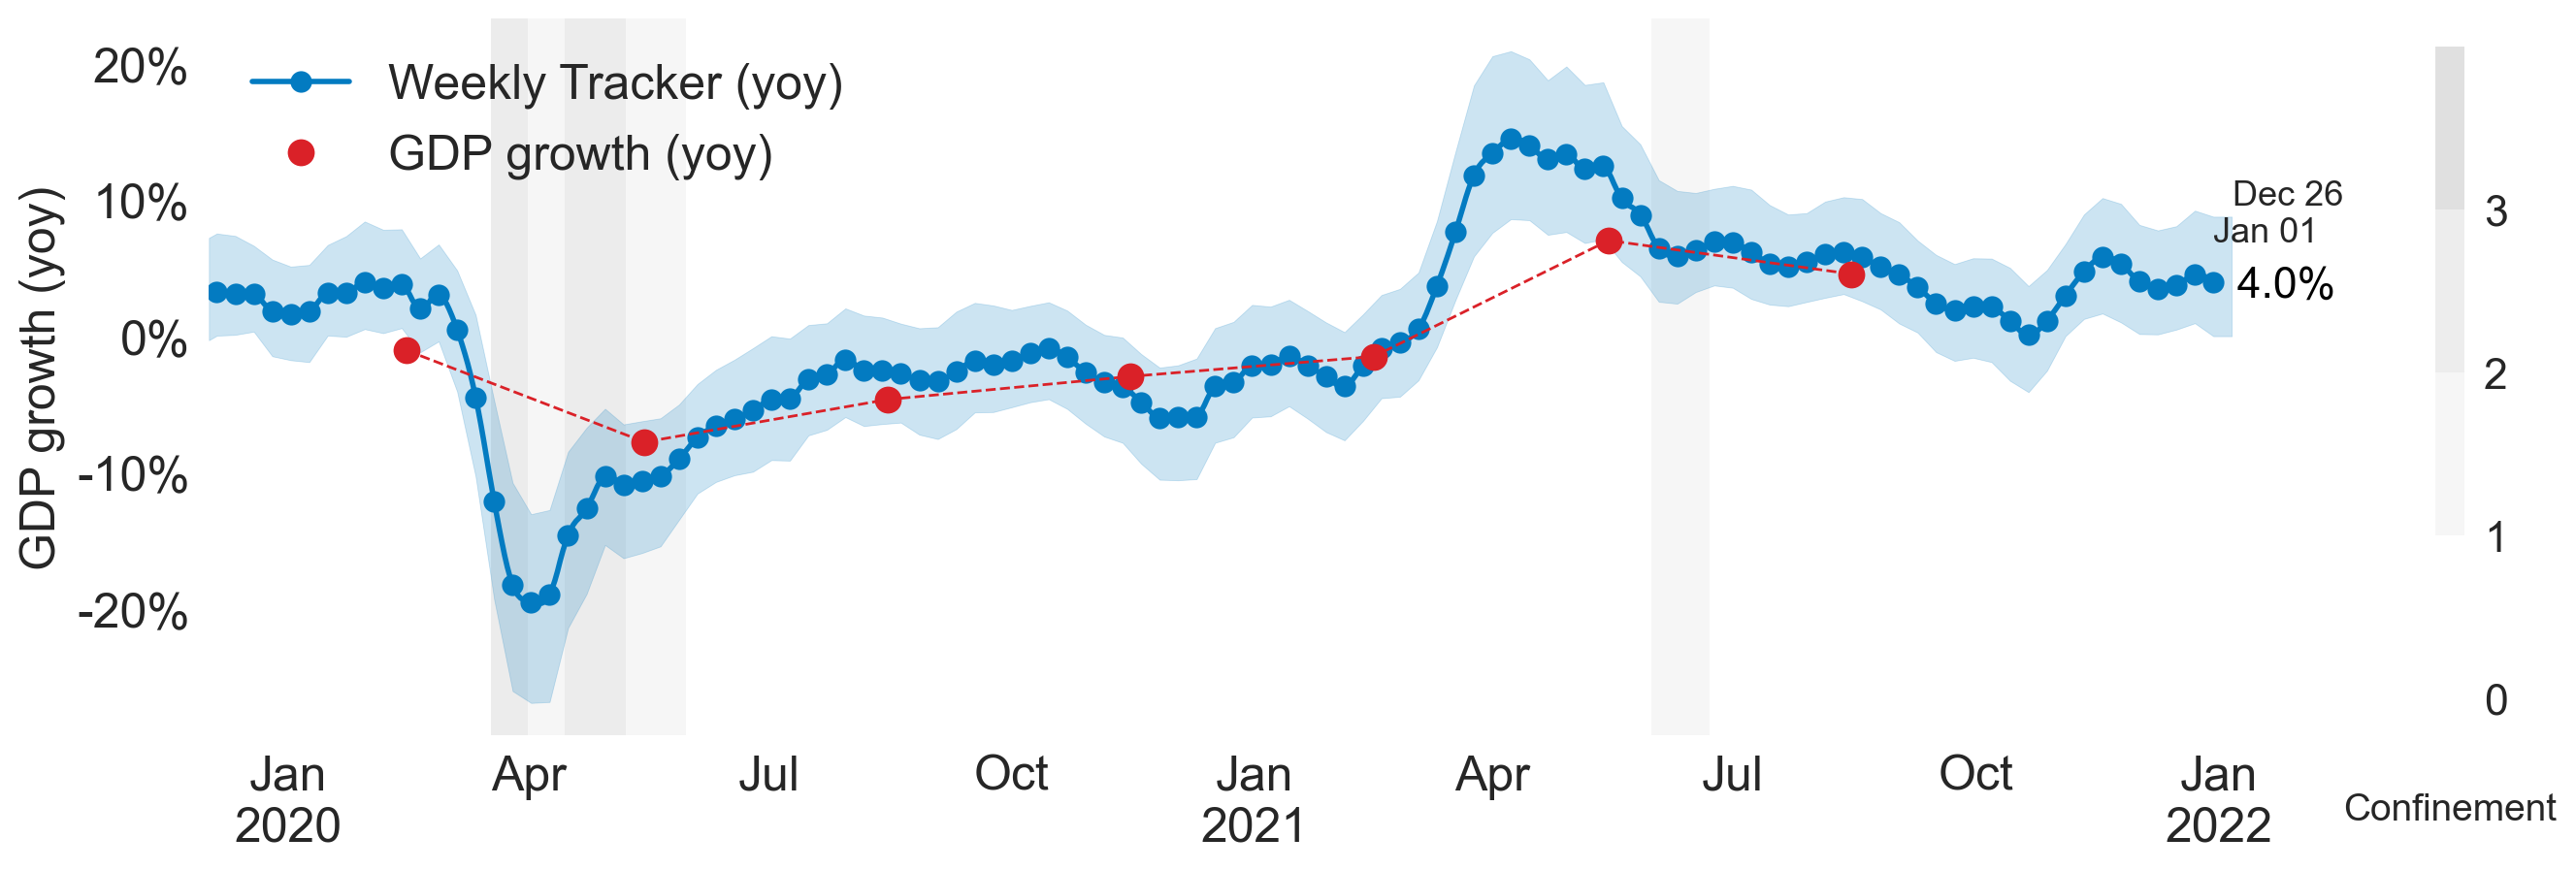 Weekly Tracker (yoy)
GDP growth (yoy)
GDP growth (yoy)
20%
10%
0%
-10%
-20%
Dec 26
Jan 01
4.0%
3
2
1
0
Confinement
Jan Apr Jul Oct Jan Apr Jul Oct Jan
2020 2021 2022